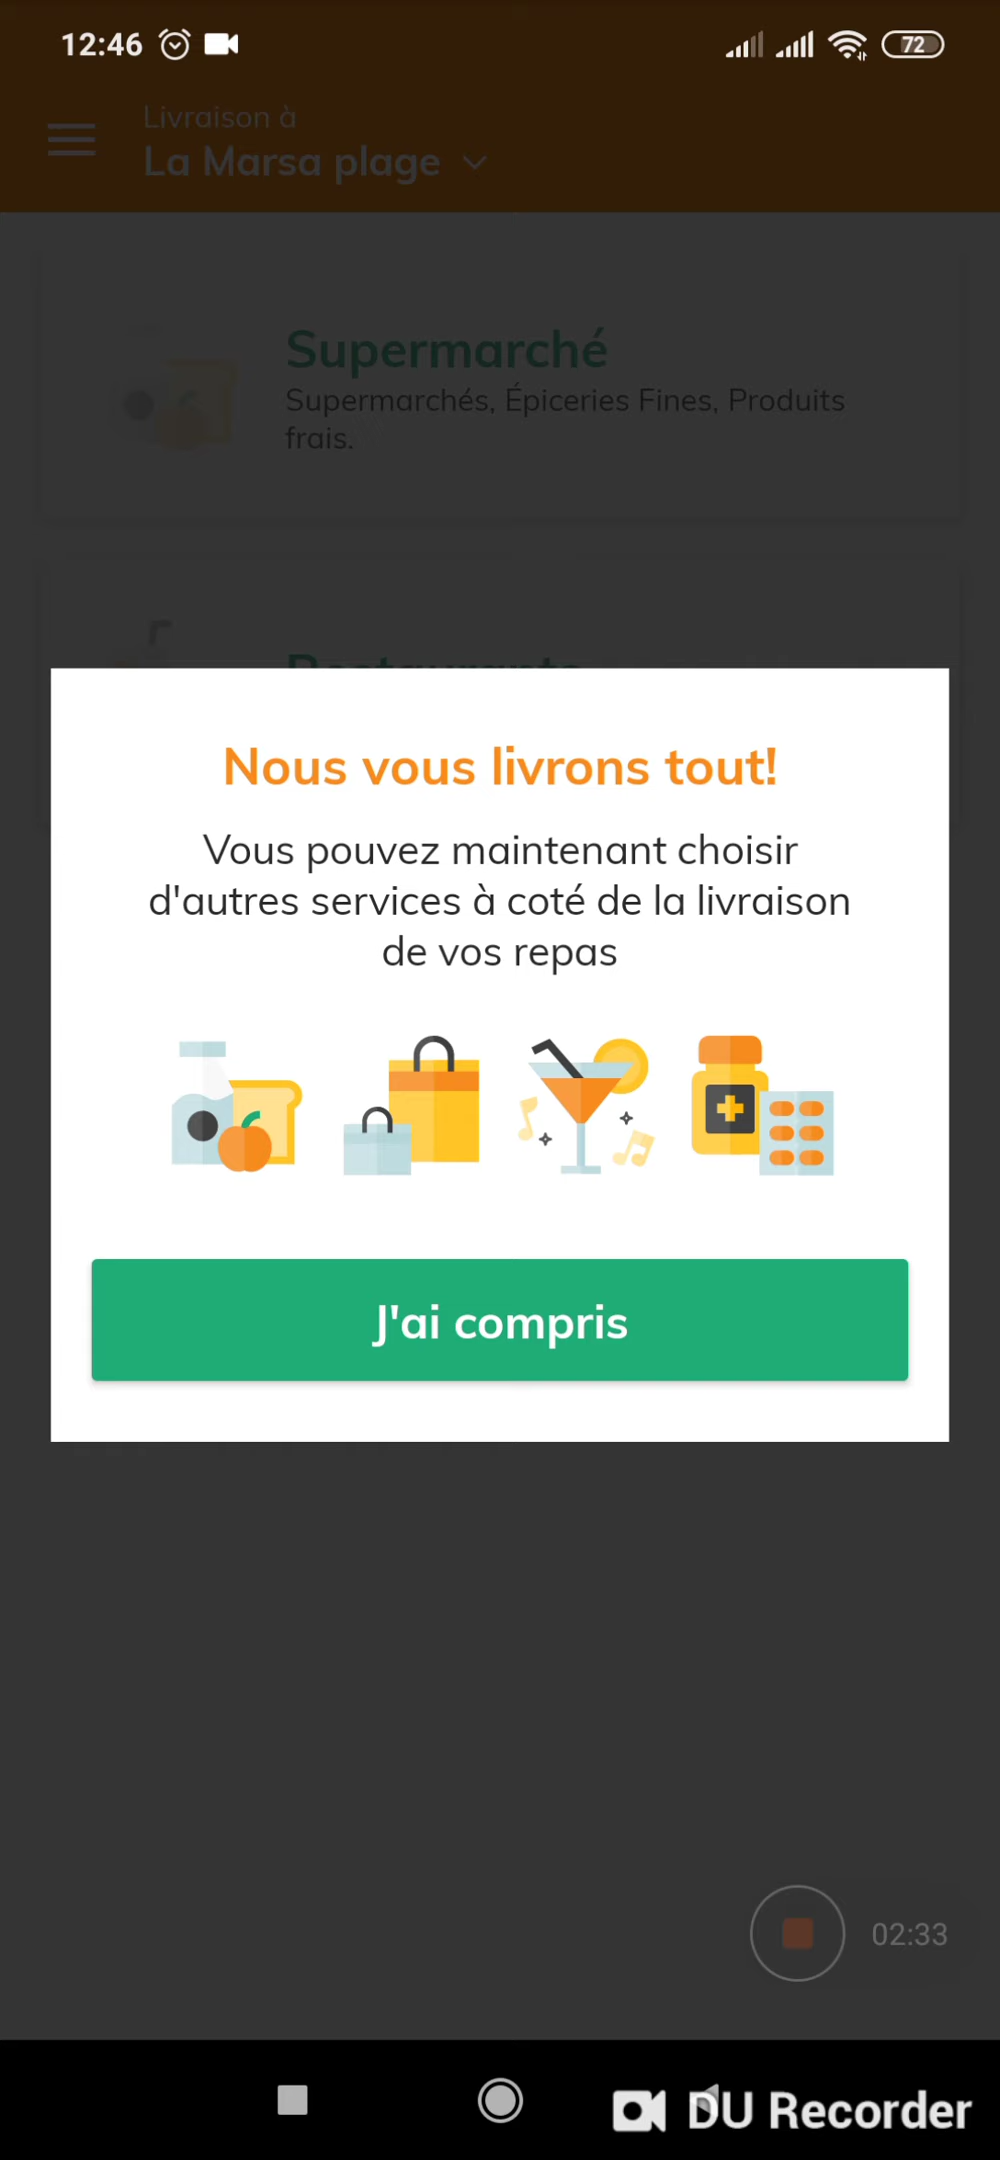 12:46
72
Livraison à
La Marsa plage
Supermarché
Supermarchés, Épiceries Fines, Produits
frais.
Restaurants
Nous vous livrons tout!
Vous pouvez maintenant choisir
d'autres services à coté de la livraison
de vos repas
J'ai compris
02:33
DU Recorder